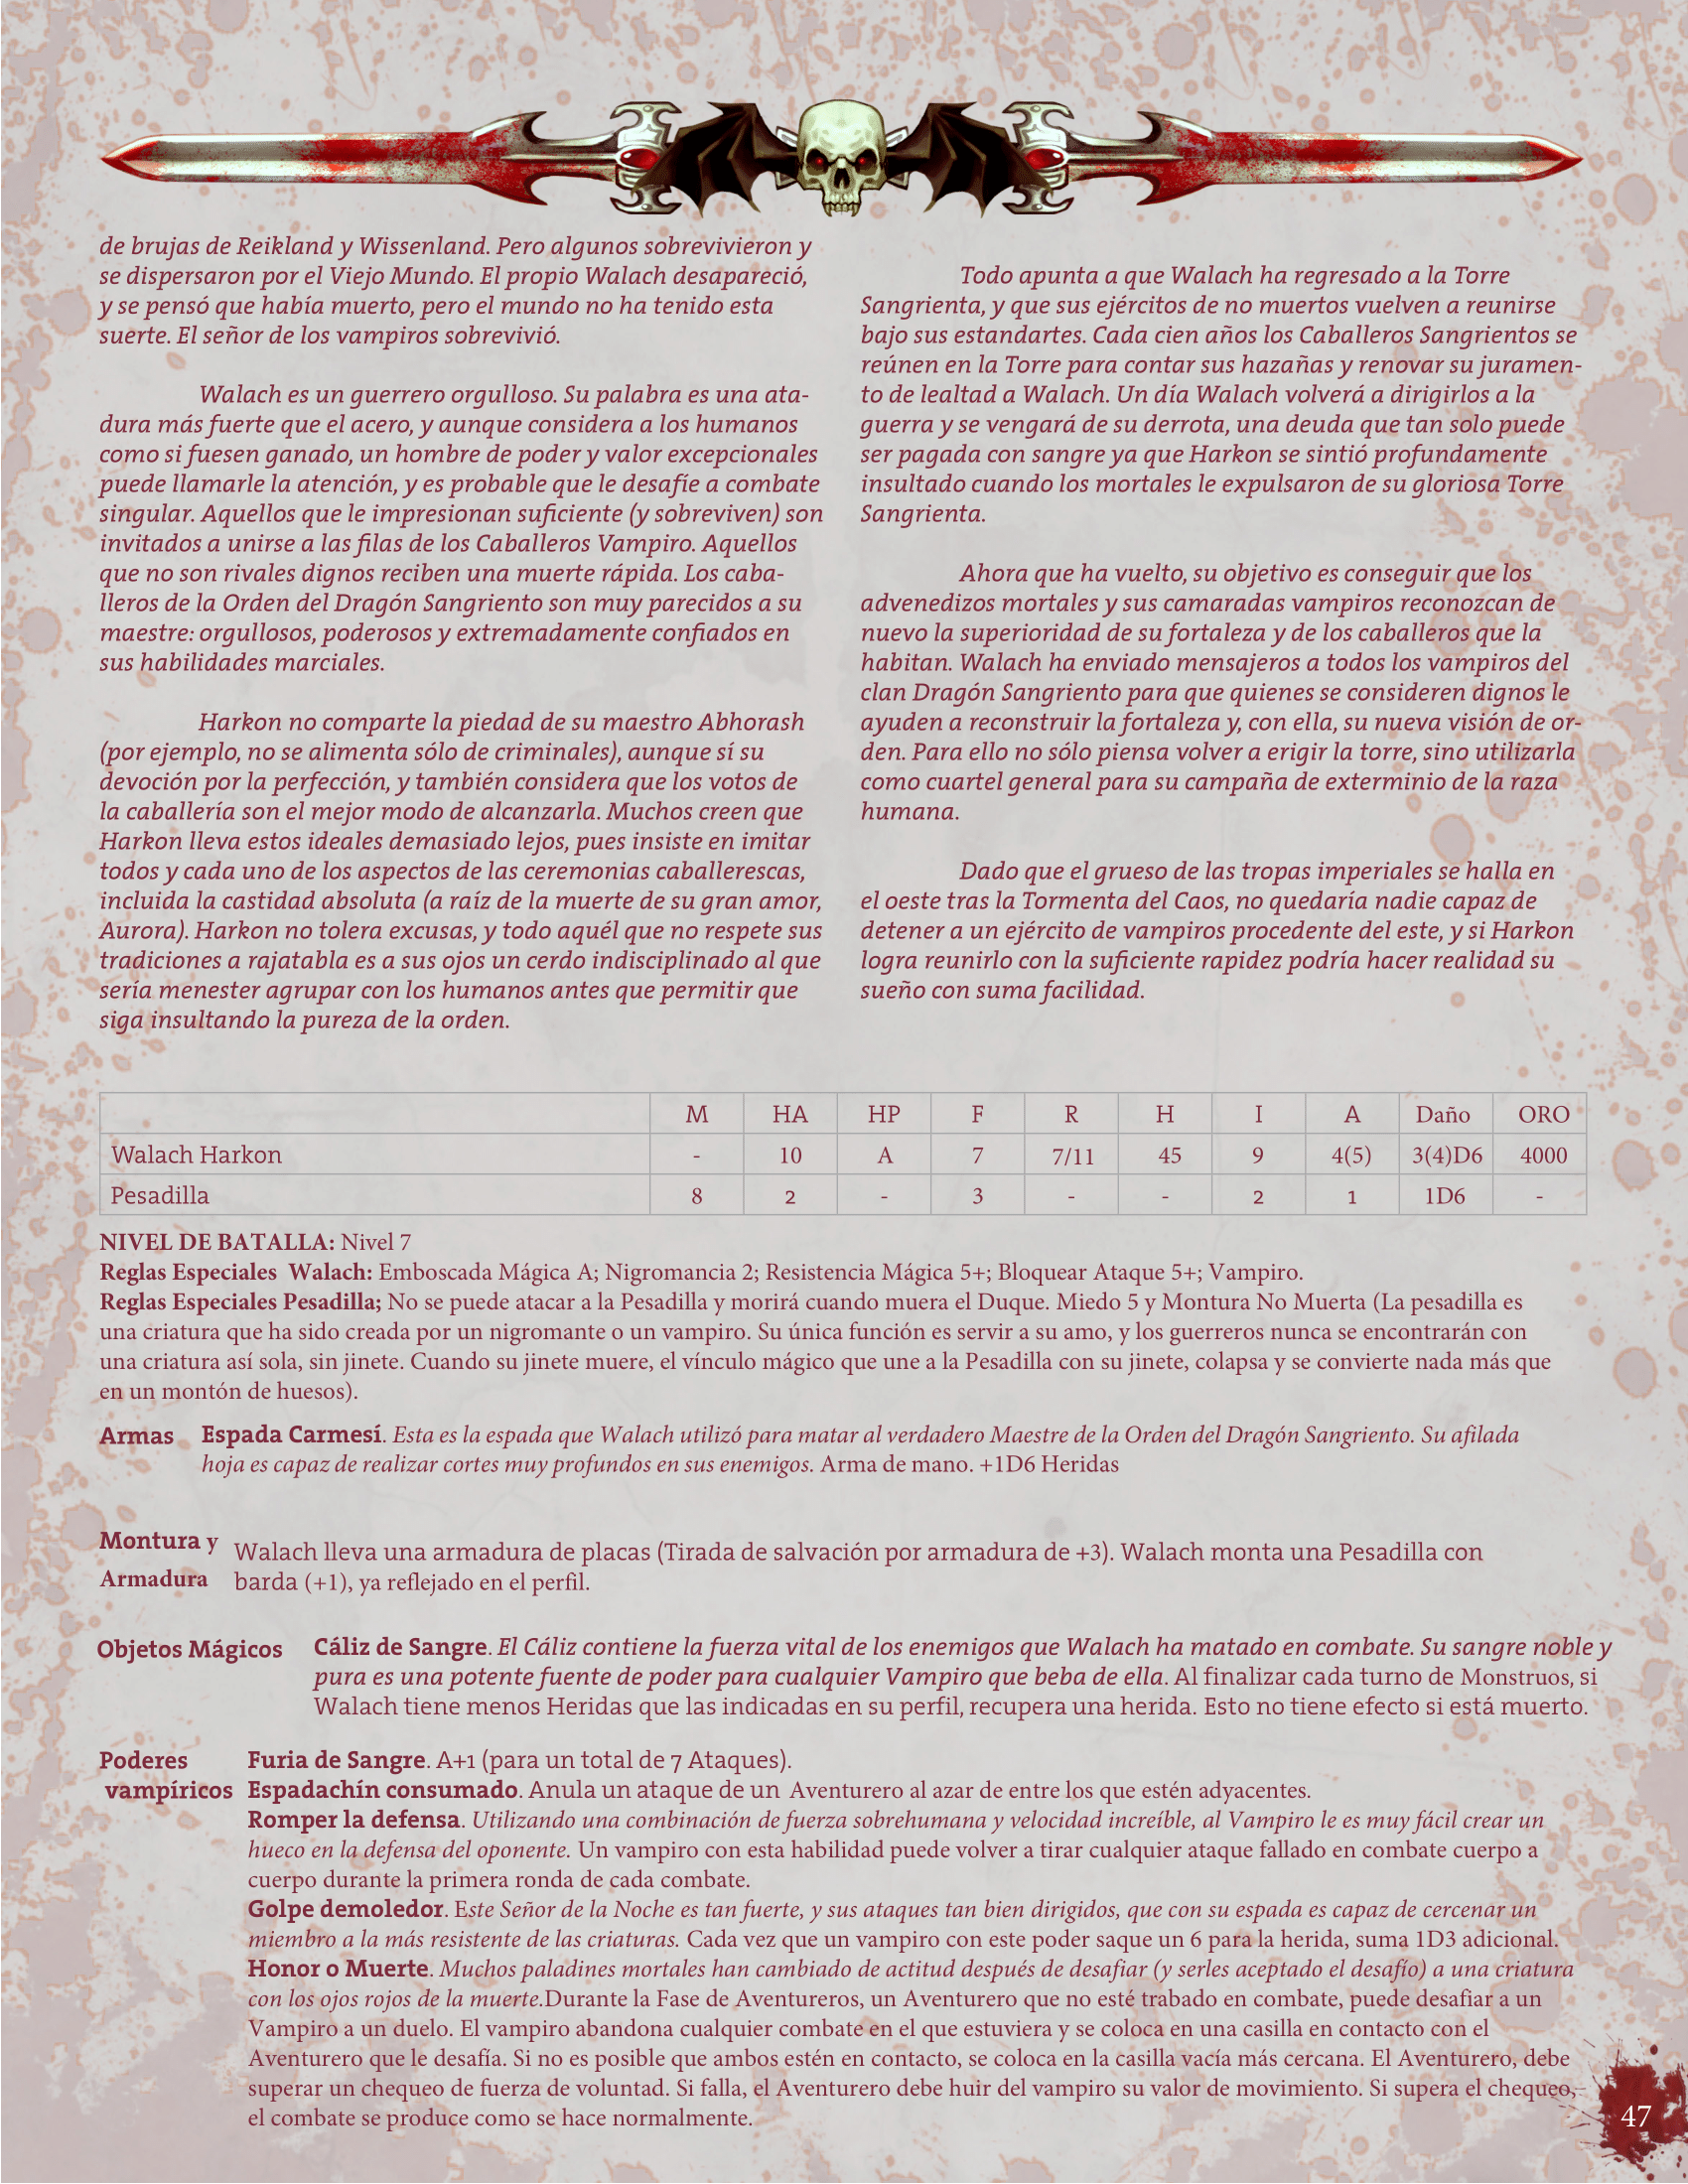 de brujas de Reikland y Wissenland. Pero algunos sobrevivieron y
se dispersaron por el Viejo Mundo. El propio Walach desapareció,
y se pensó que había muerto, pero el mundo no ha tenido esta
suerte. El señor de los vampiros sobrevivió.
Walach es un guerrero orgulloso. Su palabra es una ata-
dura más fuerte que el acero, y aunque considera a los humanos
como si fuesen ganado, un hombre de poder y valor excepcionales
puede llamarle la atención, y es probable que le desafíe a combate
singular. Aquellos que le impresionan suficiente (y sobreviven) son
invitados a unirse a las filas de los Caballeros Vampiro. Aquellos
que no son rivales dignos reciben una muerte rápida. Los caba-
lleros de la Orden del Dragón Sangriento son muy parecidos a su
maestre: orgullosos, poderosos y extremadamente confiados en
sus habilidades marciales.
Harkon no comparte la piedad de su maestro Abhorash
(por ejemplo, no se alimenta sólo de criminales), aunque sí su
devoción por la perfección, y también considera que los votos de
la caballería son el mejor modo de alcanzarla. Muchos creen que
Harkon lleva estos ideales demasiado lejos, pues insiste en imitar
todos y cada uno de los aspectos de las ceremonias caballerescas,
incluida la castidad absoluta (a raíz de la muerte de su gran amor,
Aurora). Harkon no tolera excusas, y todo aquél que no respete sus
tradiciones a rajatabla es a sus ojos un cerdo indisciplinado al que
sería menester agrupar con los humanos antes que permitir que
siga insultando la pureza de la orden.
Todo apunta a que Walach ha regresado a la Torre
Sangrienta, y que sus ejércitos de no muertos vuelven a reunirse
bajo sus estandartes. Cada cien años los Caballeros Sangrientos se
reúnen en la Torre para contar sus hazañas y renovar su juramen-
to de lealtad a Walach. Un día Walach volverá a dirigirlos a la
guerra y se vengará de su derrota, una deuda que tan solo puede
ser pagada con sangre ya que Harkon se sintió profundamente
insultado cuando los mortales le expulsaron de su gloriosa Torre
Sangrienta.
Ahora que ha vuelto, su objetivo es conseguir que los
advenedizos mortales y sus camaradas vampiros reconozcan de
nuevo la superioridad de su fortaleza y de los caballeros que la
habitan. Walach ha enviado mensajeros a todos los vampiros del
clan Dragón Sangriento para que quienes se consideren dignos le
ayuden a reconstruir la fortaleza y, con ella, su nueva visión de or-
den. Para ello no sólo piensa volver a erigir la torre, sino utilizarla
como cuartel general para su campaña de exterminio de la raza
humana.
Dado que el grueso de las tropas imperiales se halla en
el oeste tras la Tormenta del Caos, no quedaría nadie capaz de
detener a un ejército de vampiros procedente del este, y si Harkon
logra reunirlo con la suficiente rapidez podría hacer realidad su
sueño con suma facilidad.
M HA HP F R H I A Daño ORO
Walach Harkon - 10 A 7 7/11 45 9 4(5) 3(4)D6 4000
Pesadilla 8 2 - 3 - - 2 1 1D6 -
NIVEL DE BATALLA: Nivel 7
Reglas Especiales Walach: Emboscada Mágica A; Nigromancia 2; Resistencia Mágica 5+; Bloquear Ataque 5+; Vampiro.
Reglas Especiales Pesadilla; No se puede atacar a la Pesadilla y morirá cuando muera el Duque. Miedo 5 y Montura No Muerta (La pesadilla es
una criatura que ha sido creada por un nigromante o un vampiro. Su única función es servir a su amo, y los guerreros nunca se encontrarán con
una criatura así sola, sin jinete. Cuando su jinete muere, el vínculo mágico que une a la Pesadilla con su jinete, colapsa y se convierte nada más que
en un montón de huesos).
Armas Espada Carmesí. Esta es la espada que Walach utilizó para matar al verdadero Maestre de la Orden del Dragón Sangriento. Su afilada
hoja es capaz de realizar cortes muy profundos en sus enemigos. Arma de mano. +1D6 Heridas
Montura y Armadura
Walach lleva una armadura de placas (Tirada de salvación por armadura de +3). Walach monta una Pesadilla con
barda (+1), ya reflejado en el perfil.
Objetos Mágicos Cáliz de Sangre. El Cáliz contiene la fuerza vital de los enemigos que Walach ha matado en combate. Su sangre noble y
pura es una potente fuente de poder para cualquier Vampiro que beba de ella. Al finalizar cada turno de Monstruos, si
Walach tiene menos Heridas que las indicadas en su perfil, recupera una herida. Esto no tiene efecto si está muerto.
Poderes Furia de Sangre. A+1 (para un total de 7 Ataques).
vampíricos Espadachín consumado. Anula un ataque de un Aventurero al azar de entre los que estén adyacentes.
Romper la defensa. Utilizando una combinación de fuerza sobrehumana y velocidad increíble, al Vampiro le es muy fácil crear un
hueco en la defensa del oponente. Un vampiro con esta habilidad puede volver a tirar cualquier ataque fallado en combate cuerpo a
cuerpo durante la primera ronda de cada combate.
Golpe demoledor. Este Señor de la Noche es tan fuerte, y sus ataques tan bien dirigidos, que con su espada es capaz de cercenar un
miembro a la más resistente de las criaturas. Cada vez que un vampiro con este poder saque un 6 para la herida, suma 1D3 adicional.
Honor o Muerte. Muchos paladines mortales han cambiado de actitud después de desafiar (y serles aceptado el desafío) a una criatura
con los ojos rojos de la muerte.Durante la Fase de Aventureros, un Aventurero que no esté trabado en combate, puede desafiar a un
Vampiro a un duelo. El vampiro abandona cualquier combate en el que estuviera y se coloca en una casilla en contacto con el
Aventurero que le desafía. Si no es posible que ambos estén en contacto, se coloca en la casilla vacía más cercana. El Aventurero, debe
superar un chequeo de fuerza de voluntad. Si falla, el Aventurero debe huir del vampiro su valor de movimiento. Si supera el chequeo,
el combate se produce como se hace normalmente.
47